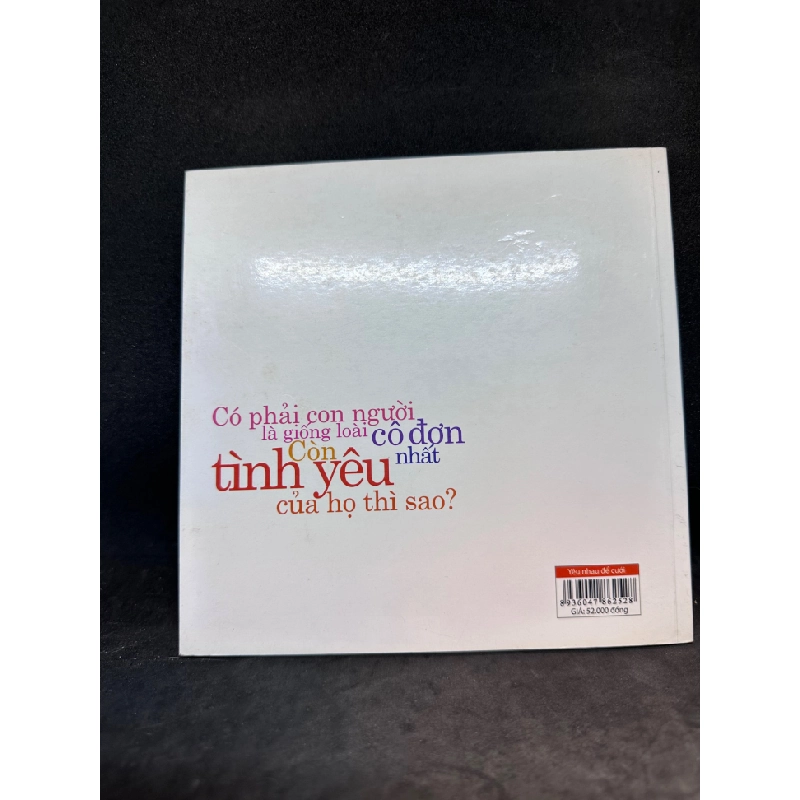 Có phải con người
là giống loài cô đơn
Còn nhất
tình yêu
của họ thì sao?
Yêu nhau để cưới
8936047862528
Giá: 52.000 đồng